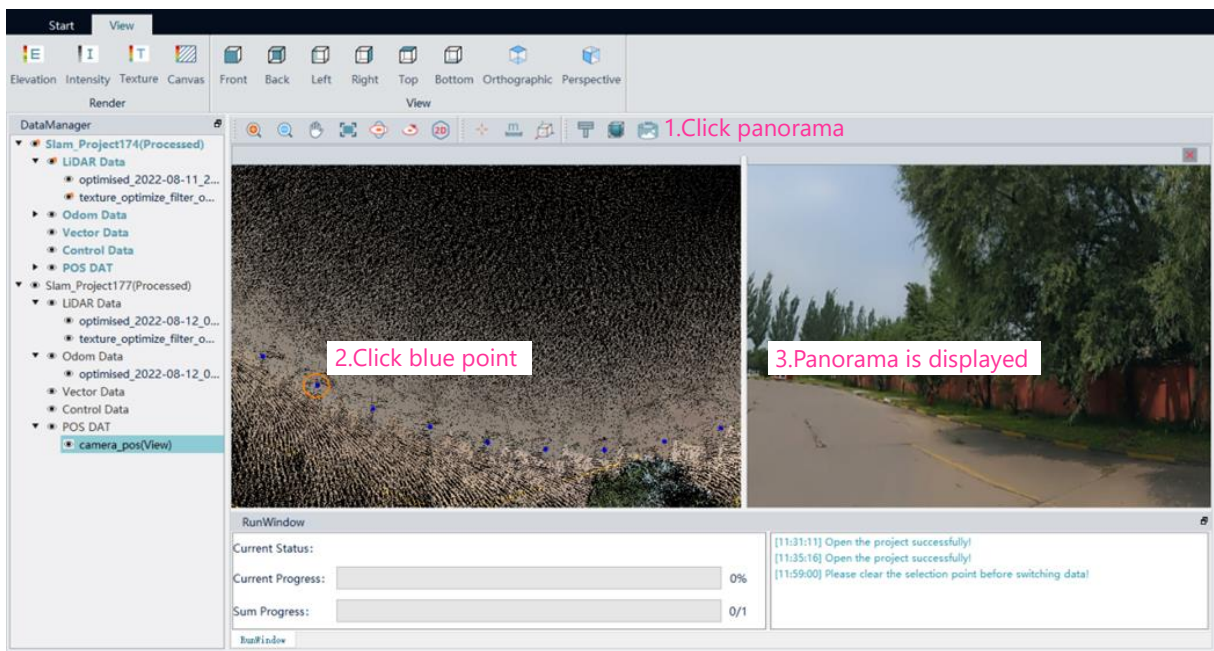 Start View
Elevation Intensity Texture Canvas Front Back Left Right Top Bottom Orthographic Perspective
Render View
DataManager
1.Click panorama
Slam_Project174(Processed)
LiDAR Data
optimised_2022-08-11_2...
texture_optimize_filter_o...
Odom Data
Vector Data
Control Data
POS DAT
Slam_Project177(Processed)
LiDAR Data
optimised_2022-08-12_0...
texture_optimize_filter_o...
Odom Data
optimised_2022-08-12_0...
Vector Data
Control Data
POS DAT
camera_pos(View)
E I T
2D
m
2.Click blue point
3.Panorama is displayed
RunWindow
Current Status:
Current Progress: 0%
Sum Progress: 0/1
[11:31:11] Open the project successfully!
[11:35:16] Open the project successfully!
[11:59:00] Please clear the selection point before switching data!
RunWindow